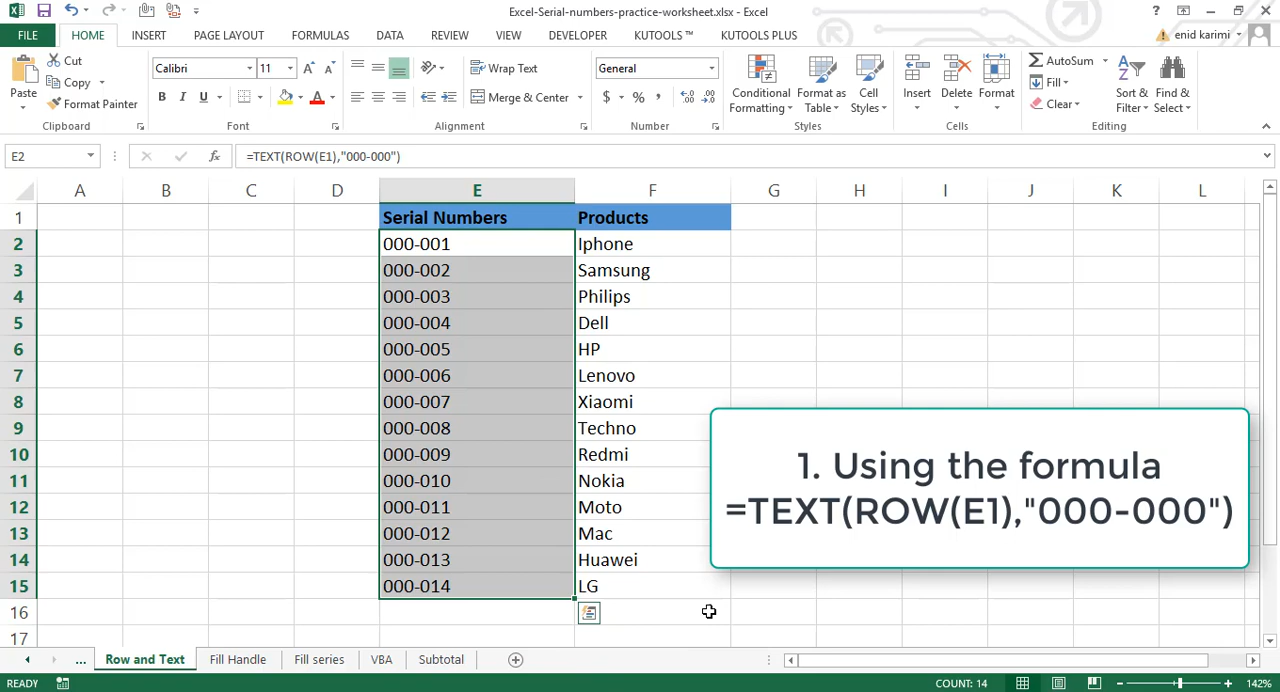 Excel-Serial-numbers-practice-worksheet.xlsx - Excel
?
FILE HOME INSERT PAGE LAYOUT FORMULAS DATA REVIEW VIEW DEVELOPER KUTOOLS ™ KUTOOLS PLUS enid karimi
Paste Cut Copy Format Painter
Calibri 11
B I U A
Wrap Text
Merge & Center
General
$ % ,
Conditional Formatting Format as Table Cell Styles
Insert Delete Format
AutoSum Fill Clear
Sort & Filter Find & Select
Clipboard Font Alignment Number Styles Cells Editing
E2 fx =TEXT(ROW(E1),"000-000")
A B C D E F G H I J K L
1 Serial Numbers Products
2 000-001 Iphone
3 000-002 Samsung
4 000-003 Philips
5 000-004 Dell
6 000-005 HP
7 000-006 Lenovo
8 000-007 Xiaomi
9 000-008 Techno
10 000-009 Redmi
11 000-010 Nokia
12 000-011 Moto
13 000-012 Mac
14 000-013 Huawei
15 000-014 LG
16
17
1. Using the formula
=TEXT(ROW(E1),"000-000")
... Row and Text Fill Handle Fill series VBA Subtotal
READY COUNT: 14 142%